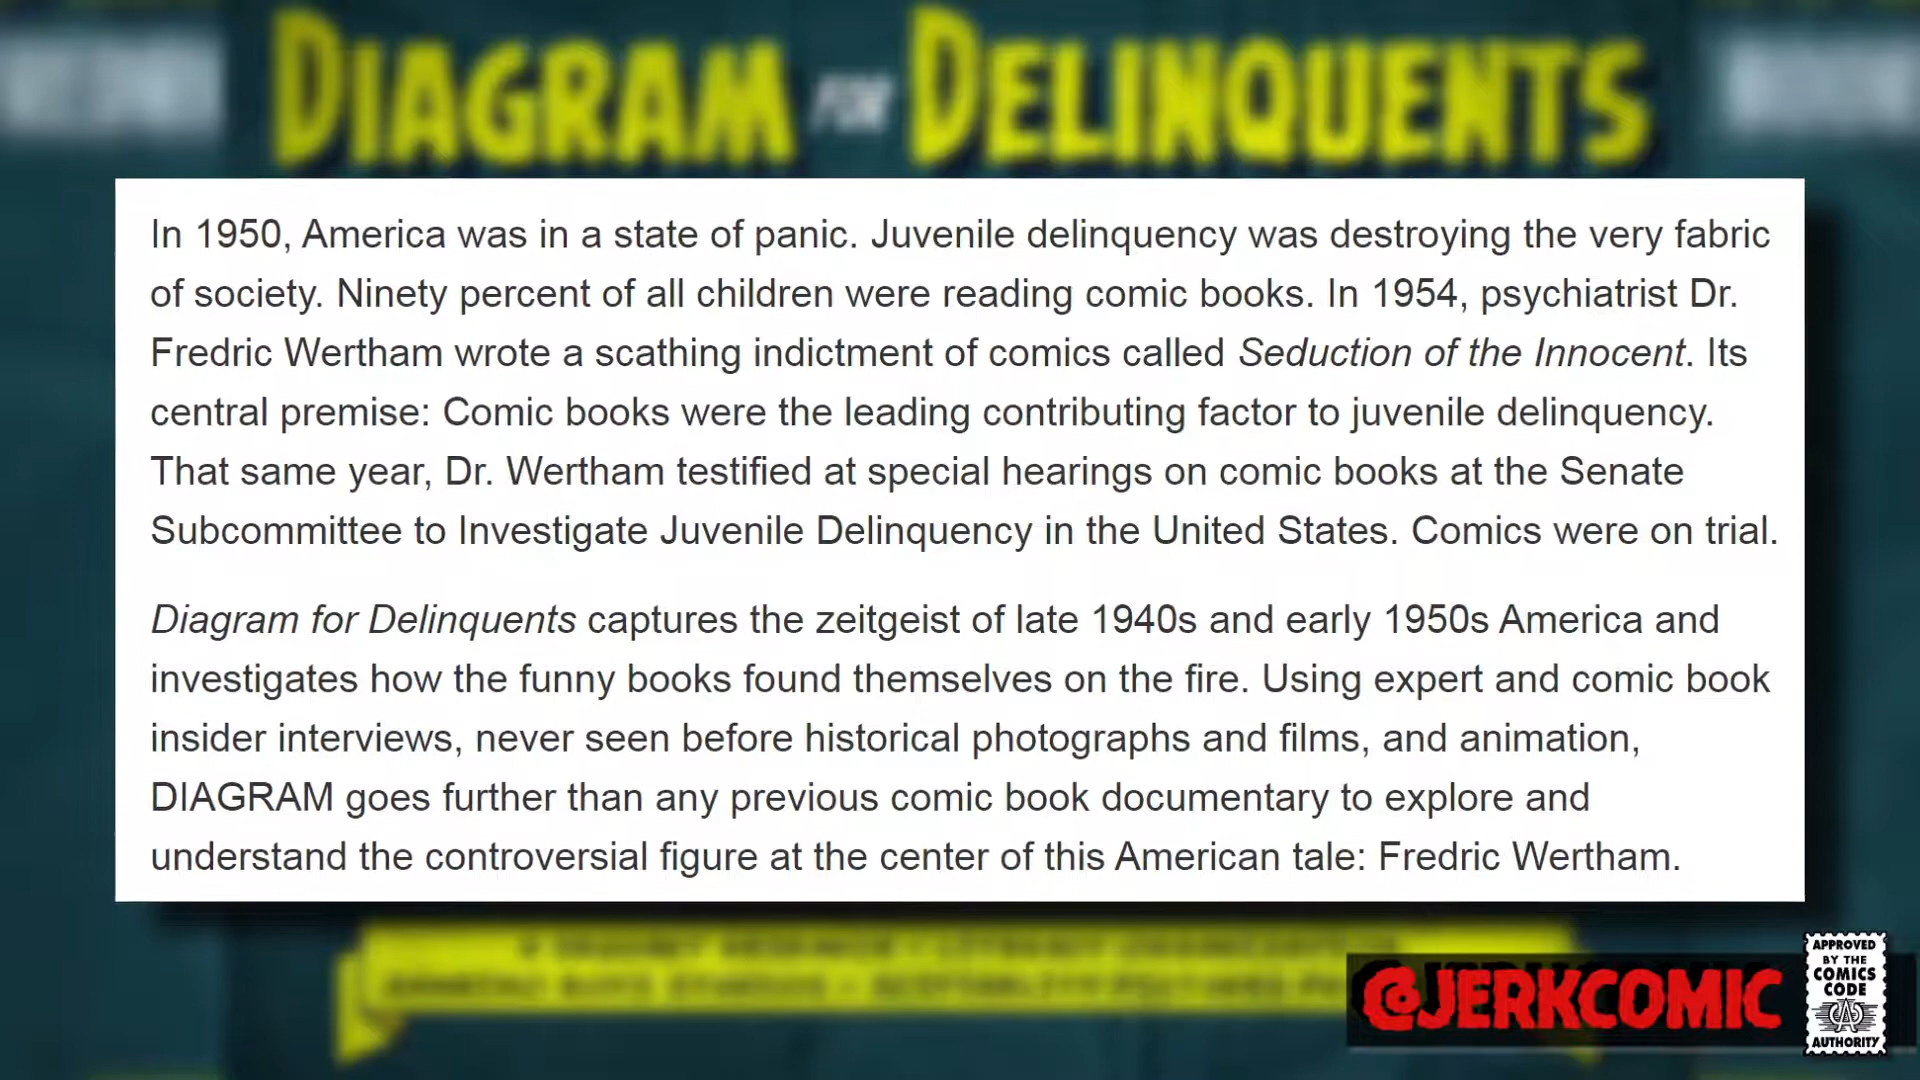 DIAGRAM FOR DELINQUENTS
In 1950, America was in a state of panic. Juvenile delinquency was destroying the very fabric
of society. Ninety percent of all children were reading comic books. In 1954, psychiatrist Dr.
Fredric Wertham wrote a scathing indictment of comics called Seduction of the Innocent. Its
central premise: Comic books were the leading contributing factor to juvenile delinquency.
That same year, Dr. Wertham testified at special hearings on comic books at the Senate
Subcommittee to Investigate Juvenile Delinquency in the United States. Comics were on trial.
Diagram for Delinquents captures the zeitgeist of late 1940s and early 1950s America and
investigates how the funny books found themselves on the fire. Using expert and comic book
insider interviews, never seen before historical photographs and films, and animation,
DIAGRAM goes further than any previous comic book documentary to explore and
understand the controversial figure at the center of this American tale: Fredric Wertham.
@JERKCOMIC
APPROVED
BY THE
COMICS
CODE
AUTHORITY